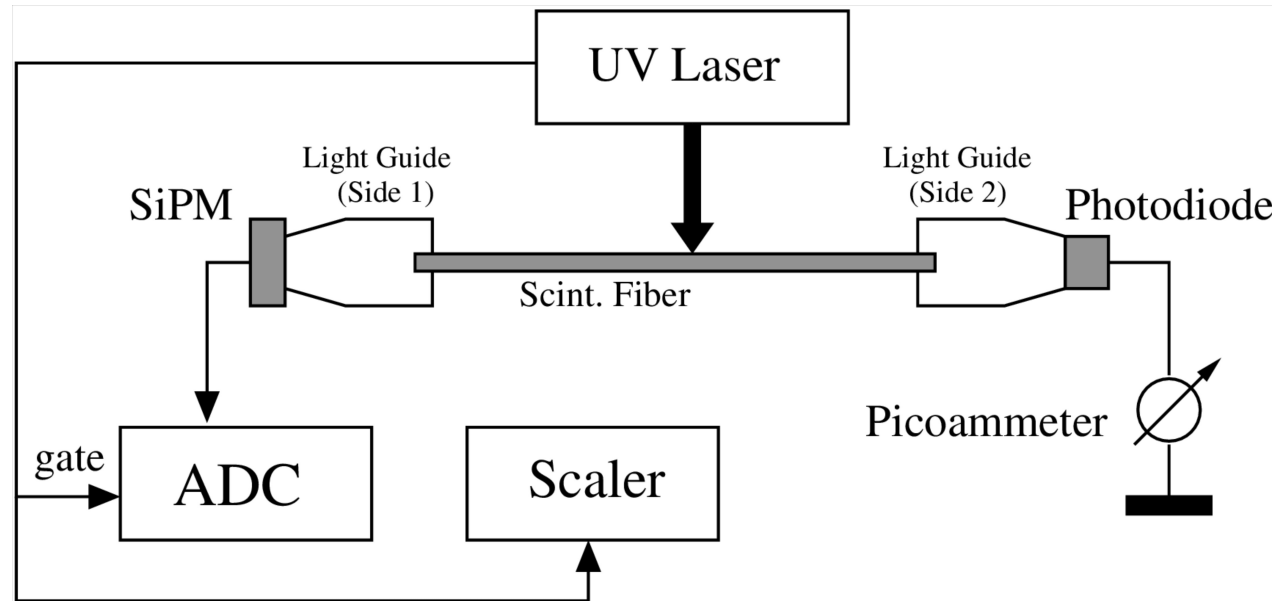 UV Laser
Light Guide
(Side 1)
Light Guide
(Side 2)
SiPM
Photodiode
Scint. Fiber
Picoammeter
gate
ADC
Scaler